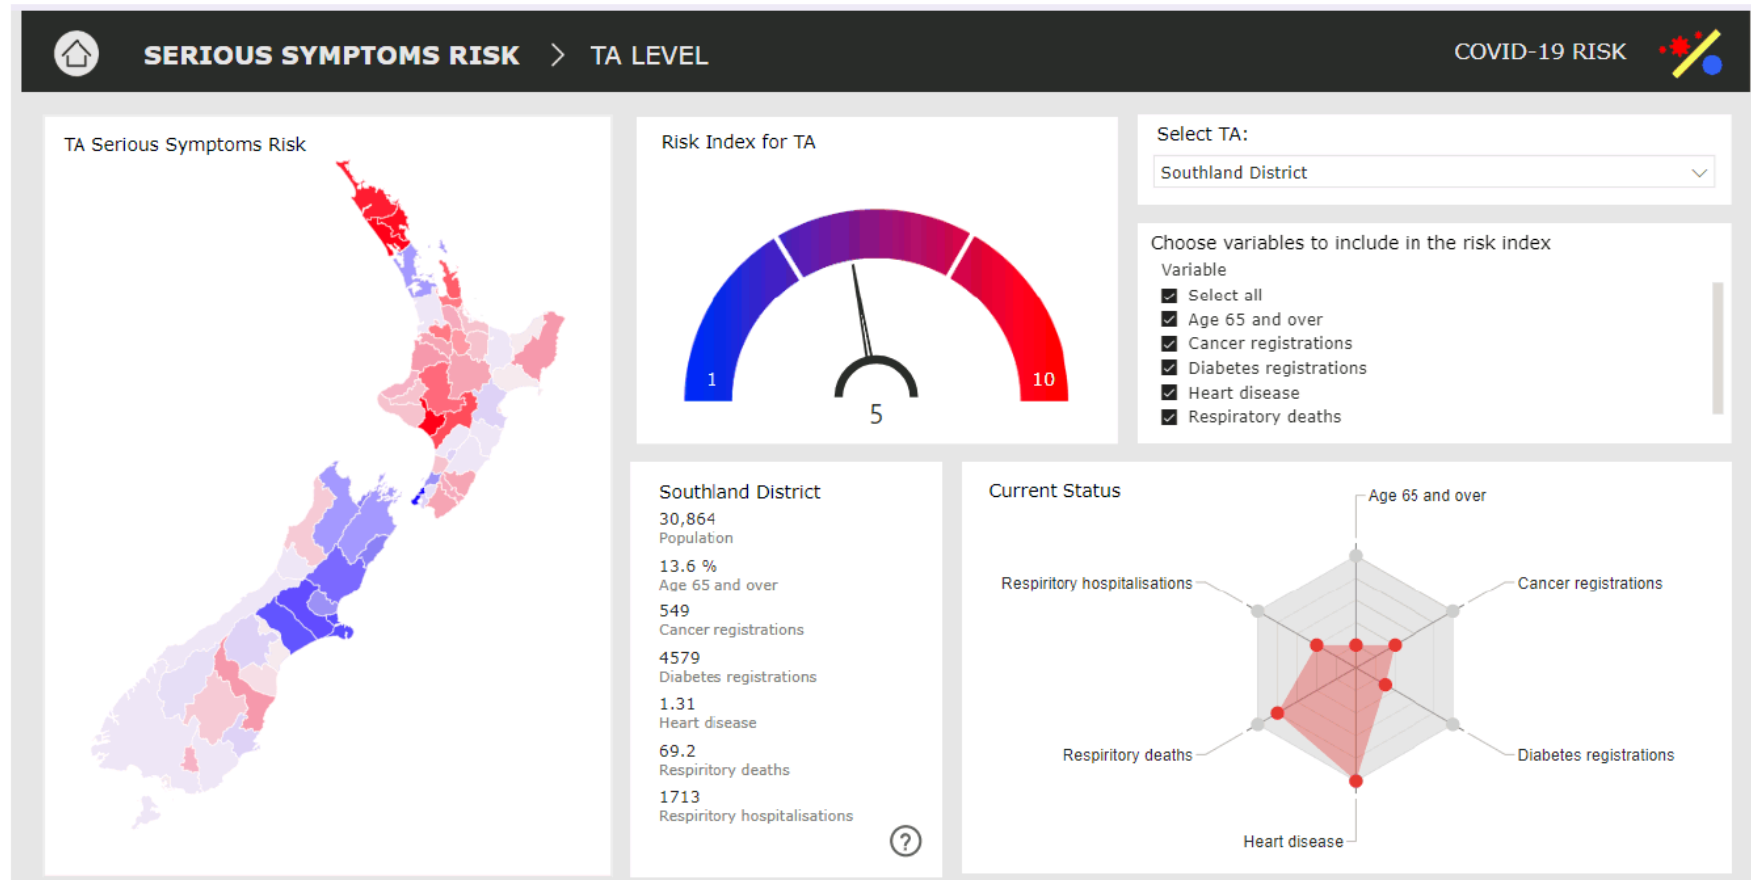 SERIOUS SYMPTOMS RISK > TA LEVEL
COVID-19 RISK
TA Serious Symptoms Risk
Risk Index for TA
1
10
5
Select TA:
Southland District
Choose variables to include in the risk index
Variable
Select all
Age 65 and over
Cancer registrations
Diabetes registrations
Heart disease
Respiratory deaths
Southland District
30,864
Population
13.6 %
Age 65 and over
549
Cancer registrations
4579
Diabetes registrations
1.31
Heart disease
69.2
Respiritory deaths
1713
Respiritory hospitalisations
?
Current Status
Age 65 and over
Respiritory hospitalisations
Cancer registrations
Respiritory deaths
Diabetes registrations
Heart disease